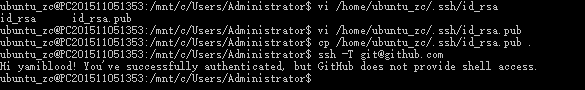 ubuntu_zc@PC201511051353:/mnt/c/Users/Administrator$ vi /home/ubuntu_zc/.ssh/id_rsa
id_rsa     id_rsa.pub
ubuntu_zc@PC201511051353:/mnt/c/Users/Administrator$ vi /home/ubuntu_zc/.ssh/id_rsa.pub
ubuntu_zc@PC201511051353:/mnt/c/Users/Administrator$ cp /home/ubuntu_zc/.ssh/id_rsa.pub .
ubuntu_zc@PC201511051353:/mnt/c/Users/Administrator$ ssh -T git@github.com
Hi yamiblood! You've successfully authenticated, but GitHub does not provide shell access.
ubuntu_zc@PC201511051353:/mnt/c/Users/Administrator$